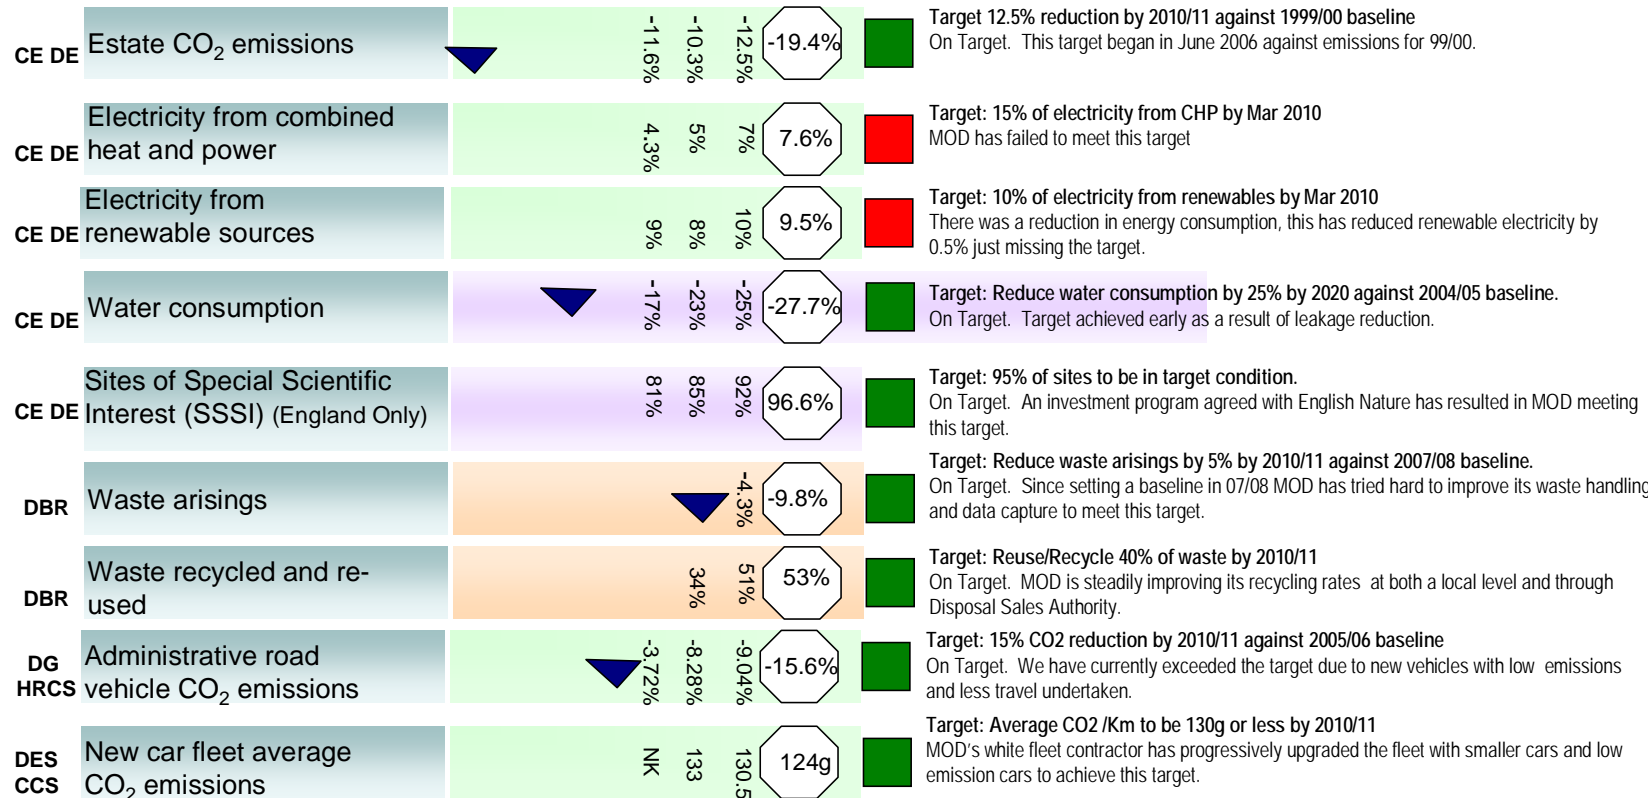 CE DE
Estate CO2 emissions
-11.6%
-10.3%
-12.5%
-19.4%
Target 12.5% reduction by 2010/11 against 1999/00 baseline
On Target. This target began in June 2006 against emissions for 99/00.
CE DE
Electricity from combined
heat and power
4.3%
5%
7%
7.6%
Target: 15% of electricity from CHP by Mar 2010
MOD has failed to meet this target
CE DE
Electricity from
renewable sources
9%
8%
10%
9.5%
Target: 10% of electricity from renewables by Mar 2010
There was a reduction in energy consumption, this has reduced renewable electricity by
0.5% just missing the target.
CE DE
Water consumption
-17%
-23%
-25%
-27.7%
Target: Reduce water consumption by 25% by 2020 against 2004/05 baseline.
On Target. Target achieved early as a result of leakage reduction.
CE DE
Sites of Special Scientific
Interest (SSSI) (England Only)
81%
85%
92%
96.6%
Target: 95% of sites to be in target condition.
On Target. An investment program agreed with English Nature has resulted in MOD meeting
this target.
DBR
Waste arisings
-4.3%
-9.8%
Target: Reduce waste arisings by 5% by 2010/11 against 2007/08 baseline.
On Target. Since setting a baseline in 07/08 MOD has tried hard to improve its waste handling
and data capture to meet this target.
DBR
Waste recycled and re-
used
34%
51%
53%
Target: Reuse/Recycle 40% of waste by 2010/11
On Target. MOD is steadily improving its recycling rates at both a local level and through
Disposal Sales Authority.
DG
HRCS
Administrative road
vehicle CO2 emissions
-3.72%
-8.28%
-9.04%
-15.6%
Target: 15% CO2 reduction by 2010/11 against 2005/06 baseline
On Target. We have currently exceeded the target due to new vehicles with low emissions
and less travel undertaken.
DES
CCS
New car fleet average
CO2 emissions
NK
133
130.5
124g
Target: Average CO2 /Km to be 130g or less by 2010/11
MOD's white fleet contractor has progressively upgraded the fleet with smaller cars and low
emission cars to achieve this target.